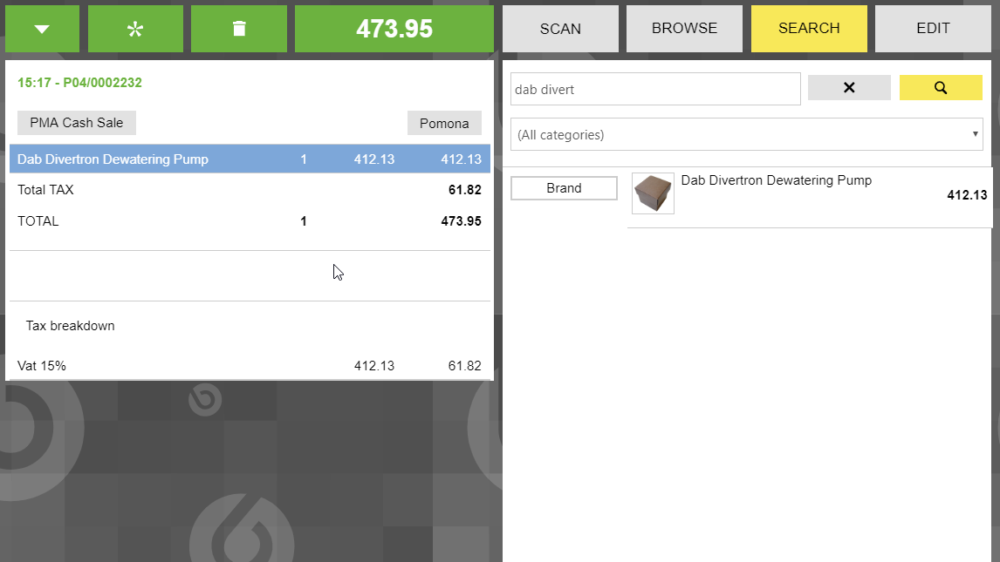 473.95
SCAN BROWSE SEARCH EDIT
15:17 - P04/0002232
PMA Cash Sale Pomona
Dab Divertron Dewatering Pump 1 412.13 412.13
Total TAX 61.82
TOTAL 1 473.95
Tax breakdown
Vat 15% 412.13 61.82
dab divert
(All categories)
Brand
Dab Divertron Dewatering Pump
412.13